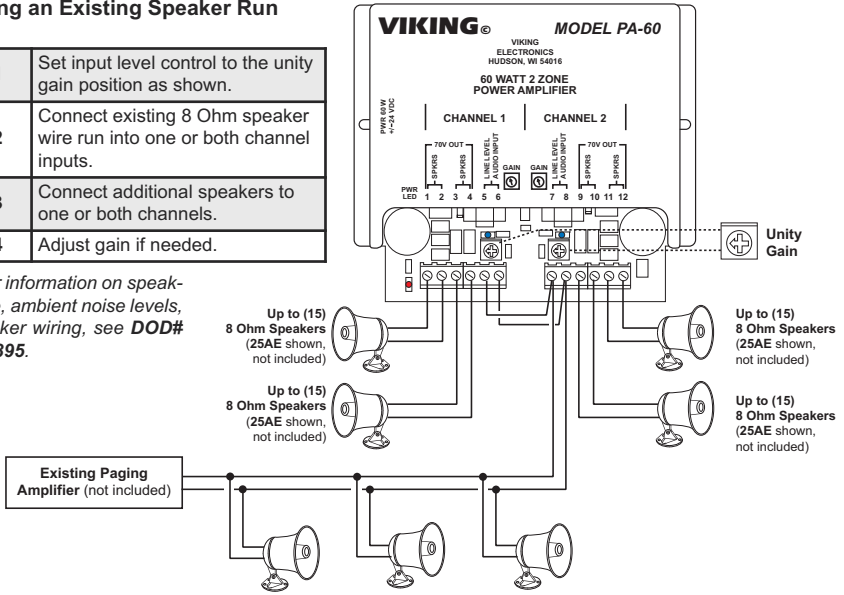 an Existing Speaker Run
Set input level control to the unity
gain position as shown.
Connect existing 8 Ohm speaker
wire run into one or both channel
inputs.
Connect additional speakers to
one or both channels.
Adjust gain if needed.
information on speak-
ambient noise levels,
wiring, see DOD#
VIKING©
MODEL PA-60
VIKING
ELECTRONICS
HUDSON, WI 54016
60 WATT 2 ZONE
POWER AMPLIFIER
PWR 60 W
+/–24 VDC
CHANNEL 1
CHANNEL 2
70V OUT
SPKRS
SPKRS
LINE LEVEL
AUDIO INPUT
GAIN
GAIN
LINE LEVEL
AUDIO INPUT
70V OUT
SPKRS
SPKRS
PWR
LED
1 2 3 4 5 6
7 8 9 10 11 12
Unity
Gain
Up to (15)
8 Ohm Speakers
(25AE shown,
not included)
Up to (15)
8 Ohm Speakers
(25AE shown,
not included)
Up to (15)
8 Ohm Speakers
(25AE shown,
not included)
Up to (15)
8 Ohm Speakers
(25AE shown,
not included)
Existing Paging
Amplifier (not included)